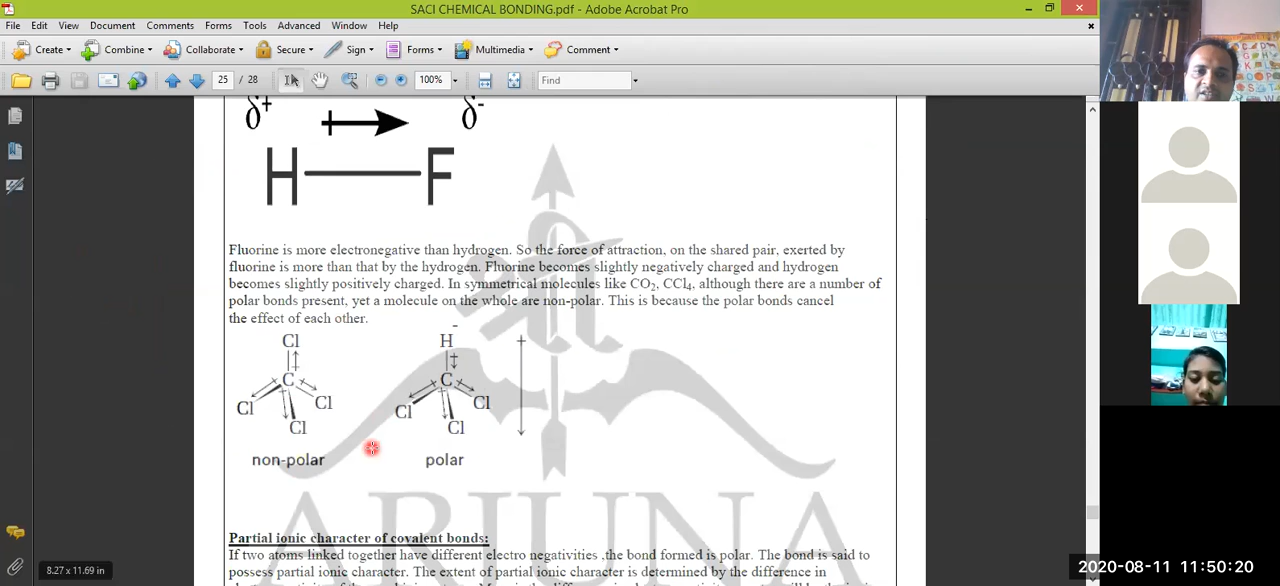 SACI CHEMICAL BONDING.pdf - Adobe Acrobat Pro
File Edit View Document Comments Forms Tools Advanced Window Help
Create Combine Collaborate Secure Sign Forms Multimedia Comment
25 / 28 100% Find
δ+ δ-
H F
Fluorine is more electronegative than hydrogen. So the force of attraction, on the shared pair, exerted by
fluorine is more than that by the hydrogen. Fluorine becomes slightly negatively charged and hydrogen
becomes slightly positively charged. In symmetrical molecules like CO₂, CCl₄, although there are a number of
polar bonds present, yet a molecule on the whole are non-polar. This is because the polar bonds cancel
the effect of each other.
Cl H-
C C
Cl Cl Cl Cl
Cl Cl
non-polar polar
श्री
ARJUNA
Partial ionic character of covalent bonds:
If two atoms linked together have different electro negativities ,the bond formed is polar. The bond is said to
possess partial ionic character. The extent of partial ionic character is determined by the difference in
8.27 x 11.69 in
2020-08-11 11:50:20